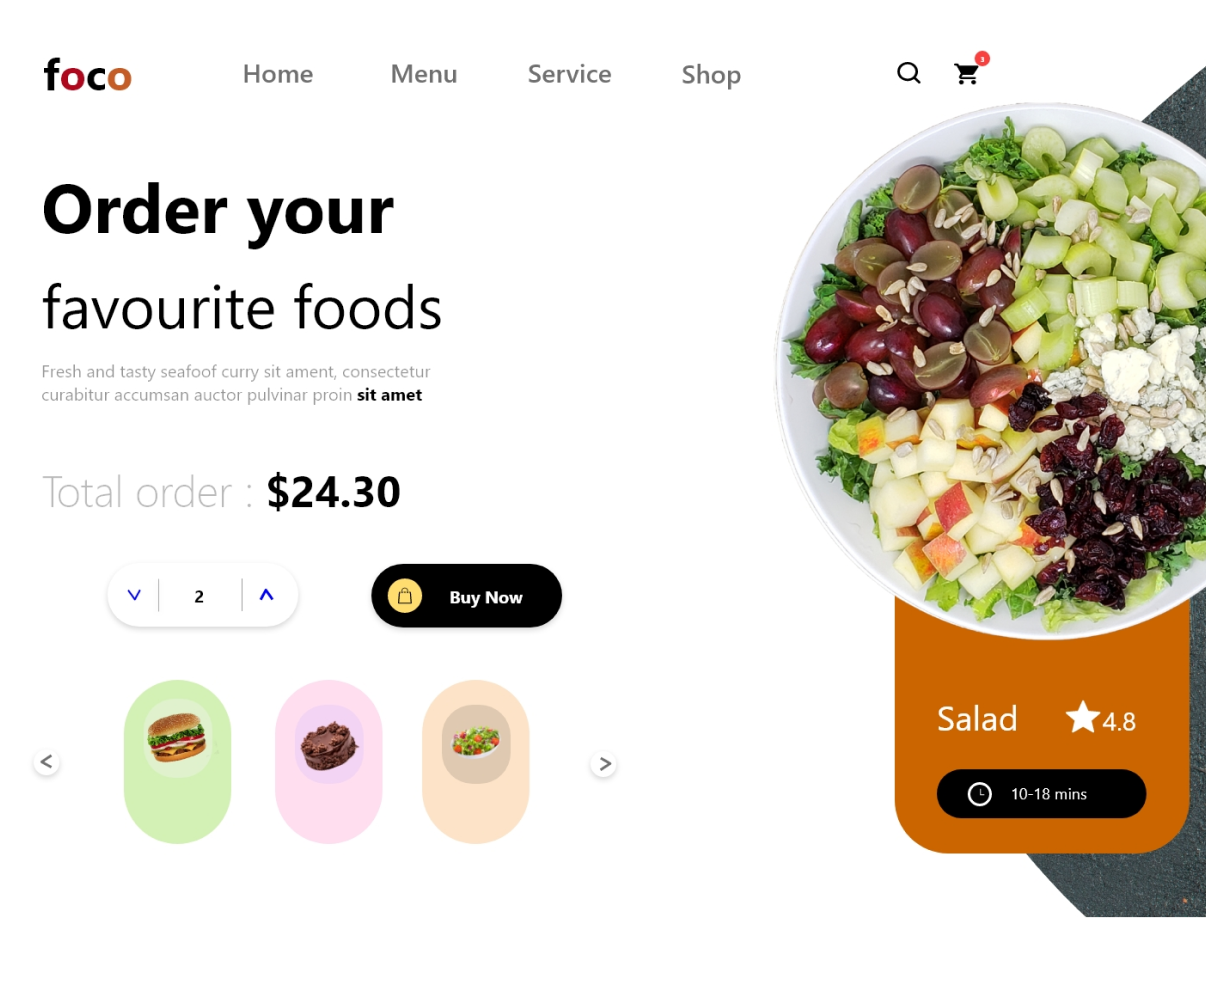 foco
Home
Menu
Service
Shop
3
Order your
favourite foods
Fresh and tasty seafoof curry sit ament, consectetur
curabitur accumsan auctor pulvinar proin sit amet
Total order : $24.30
2
Buy Now
<
>
Salad
4.8
10-18 mins